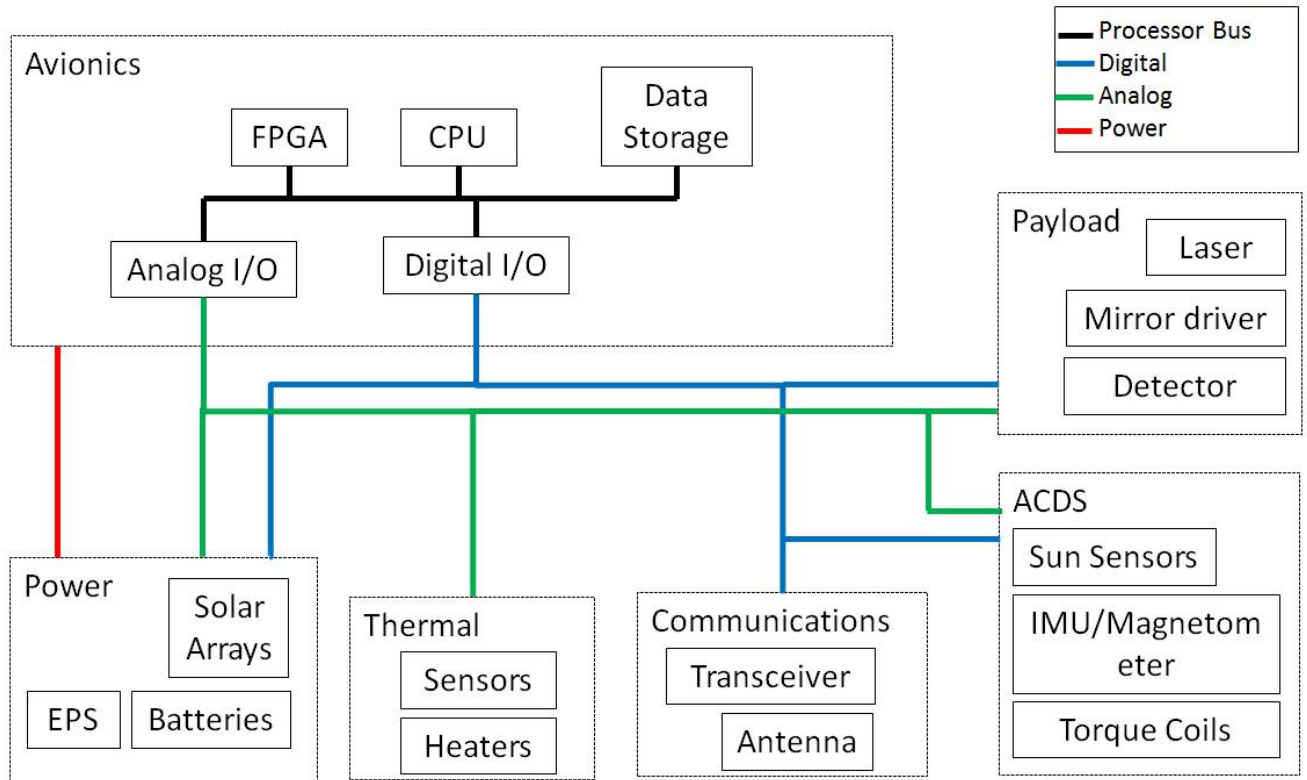 Avionics
FPGA
CPU
Data
Storage
Analog I/O
Digital I/O
Processor Bus
Digital
Analog
Power
Payload
Laser
Mirror driver
Detector
ACDS
Sun Sensors
IMU/Magnetom
eter
Torque Coils
Power
Solar
Arrays
EPS
Batteries
Thermal
Sensors
Heaters
Communications
Transceiver
Antenna